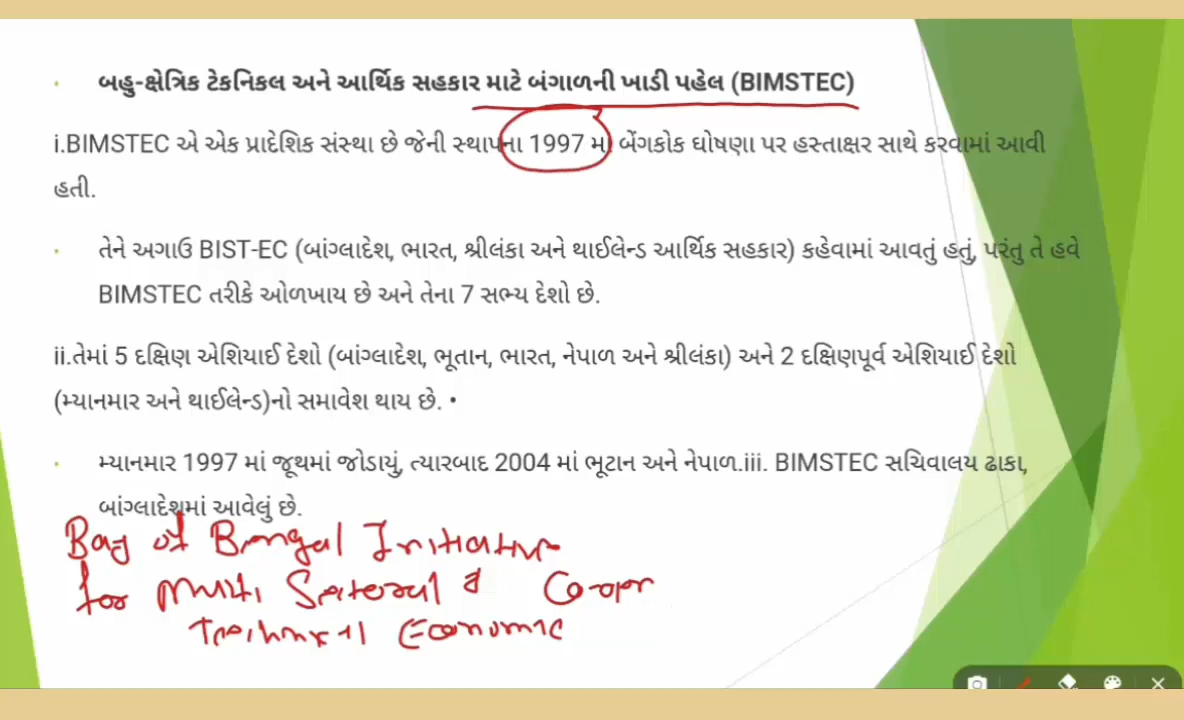 • બહુ-ક્ષેત્રિક ટેકનિકલ અને આર્થિક સહકાર માટે બંગાળની ખાડી પહેલ (BIMSTEC)
i.BIMSTEC એ એક પ્રાદેશિક સંસ્થા છે જેની સ્થાપના 1997 માં બેંગકોક ઘોષણા પર હસ્તાક્ષર સાથે કરવામાં આવી
હતી.
• તેને અગાઉ BIST-EC (બાંગ્લાદેશ, ભારત, શ્રીલંકા અને થાઈલેન્ડ આર્થિક સહકાર) કહેવામાં આવતું હતું, પરંતુ તે હવે
BIMSTEC તરીકે ઓળખાય છે અને તેના 7 સભ્ય દેશો છે.
ii.તેમાં 5 દક્ષિણ એશિયાઈ દેશો (બાંગ્લાદેશ, ભૂતાન, ભારત, નેપાળ અને શ્રીલંકા) અને 2 દક્ષિણપૂર્વ એશિયાઈ દેશો
(મ્યાનમાર અને થાઈલેન્ડ)નો સમાવેશ થાય છે. •
• મ્યાનમાર 1997 માં જૂથમાં જોડાયું, ત્યારબાદ 2004 માં ભૂટાન અને નેપાળ.iii. BIMSTEC સચિવાલય ઢાકા,
બાંગ્લાદેશમાં આવેલું છે.
Bay of Bengal Initiative
for Multi
Economic